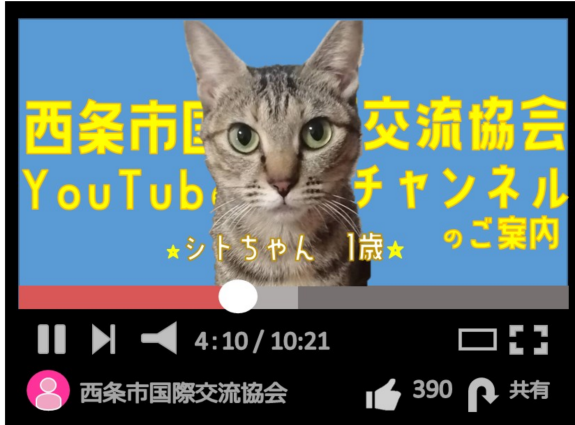 西条市国 交流協会
YouTube チャンネル
のご案内
★シトちゃん 1歳★
4:10 / 10:21
西条市国際交流協会
390
共有